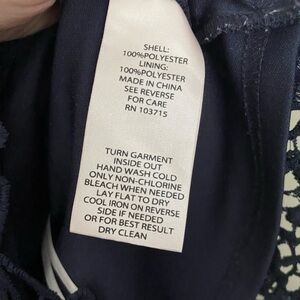 SHELL:
100%POLYESTER
LINING:
100%POLYESTER
MADE IN CHINA
SEE REVERSE
FOR CARE
RN 103715
TURN GARMENT
INSIDE OUT
HAND WASH COLD
ONLY NON-CHLORINE
BLEACH WHEN NEEDED
LAY FLAT TO DRY
COOL IRON ON REVERSE
SIDE IF NEEDED
OR FOR BEST RESULT
DRY CLEAN